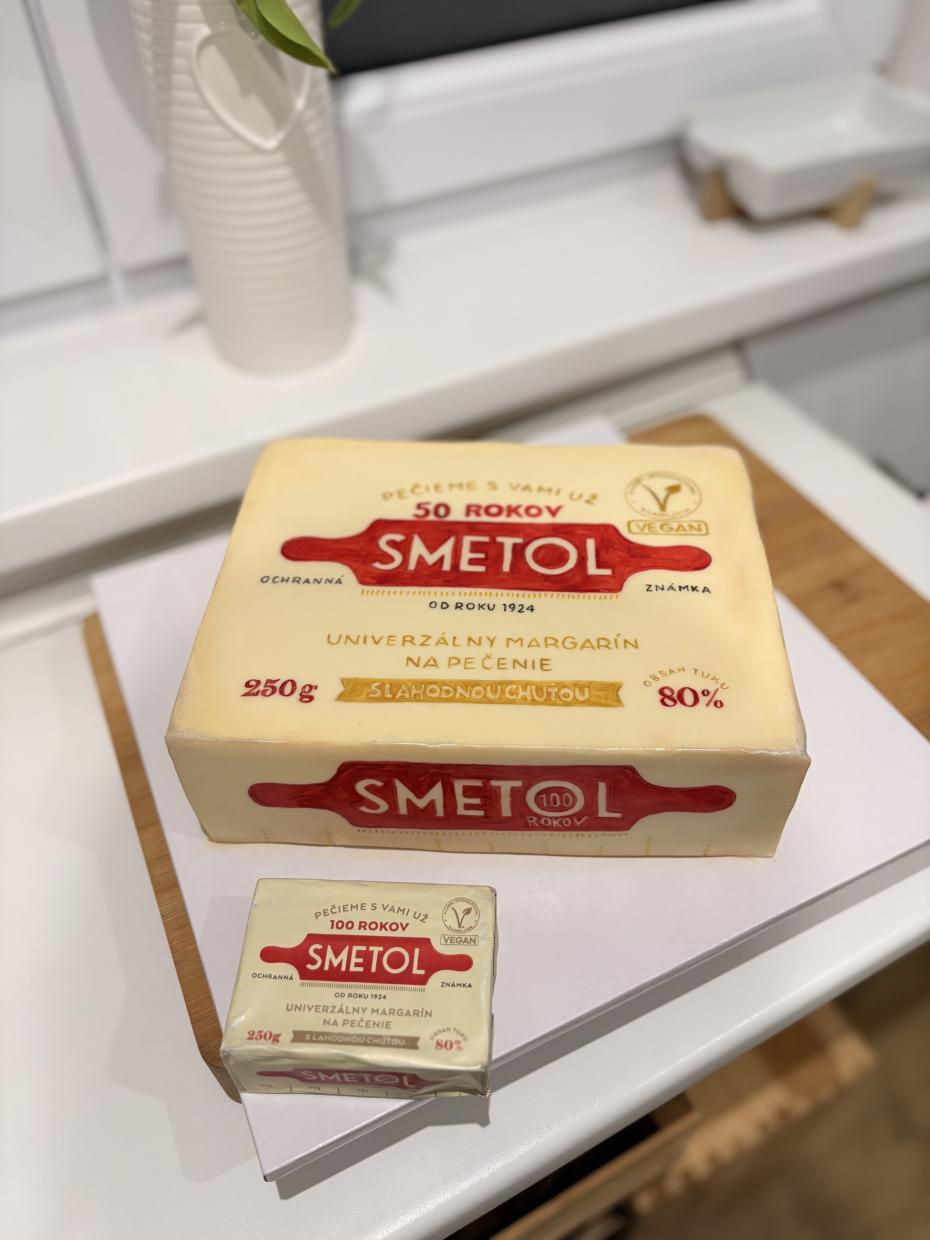 PEČIEME S VAMI UŽ
50 ROKOV
SMETOL
VEGAN
OCHRANNÁ
ZNÁMKA
OD ROKU 1924
UNIVERZÁLNY MARGARÍN
NA PEČENIE
250g
S LAHODNOU CHUŤOU
OBSAH TUKU
80%
SMETOL
100
ROKOV
PEČIEME S VAMI UŽ
100 ROKOV
SMETOL
VEGAN
OCHRANNÁ
ZNÁMKA
OD ROKU 1924
UNIVERZÁLNY MARGARÍN
NA PEČENIE
250g
S LAHODNOU CHUŤOU
OBSAH TUKU
80%
SMETOL